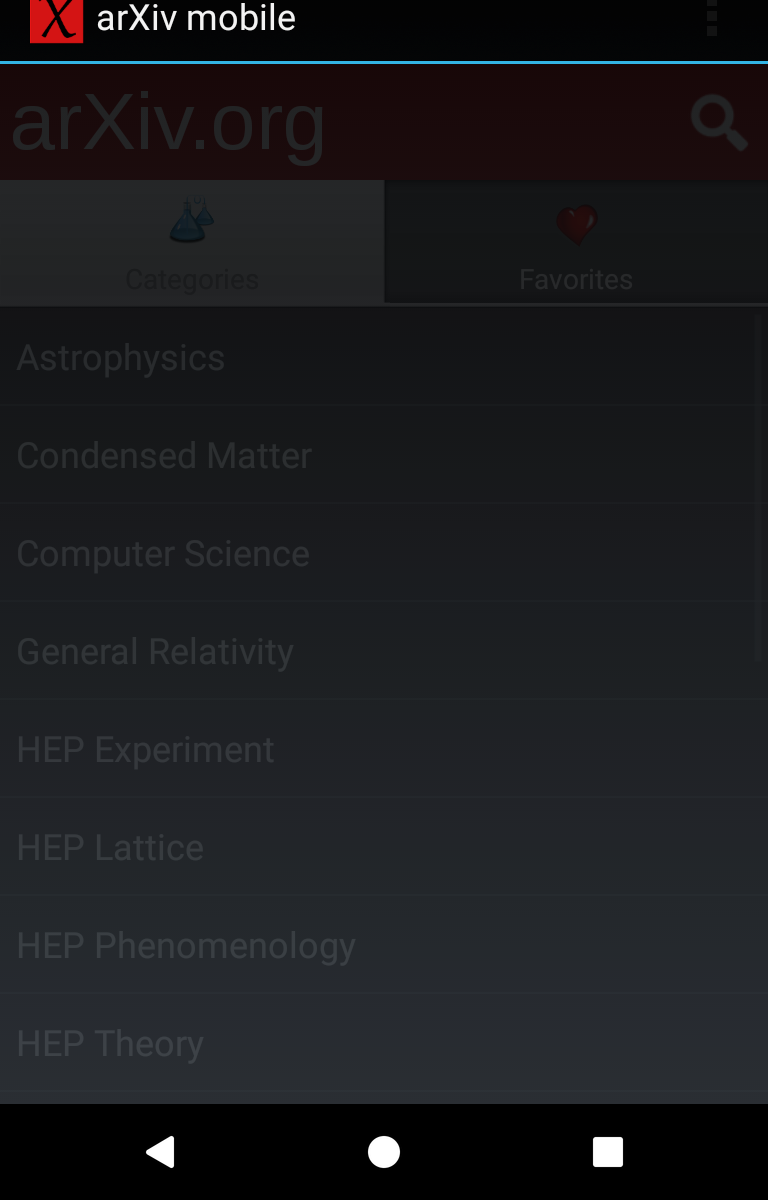 X arXiv mobile
arXiv.org
Categories
Favorites
Astrophysics
Condensed Matter
Computer Science
General Relativity
HEP Experiment
HEP Lattice
HEP Phenomenology
HEP Theory